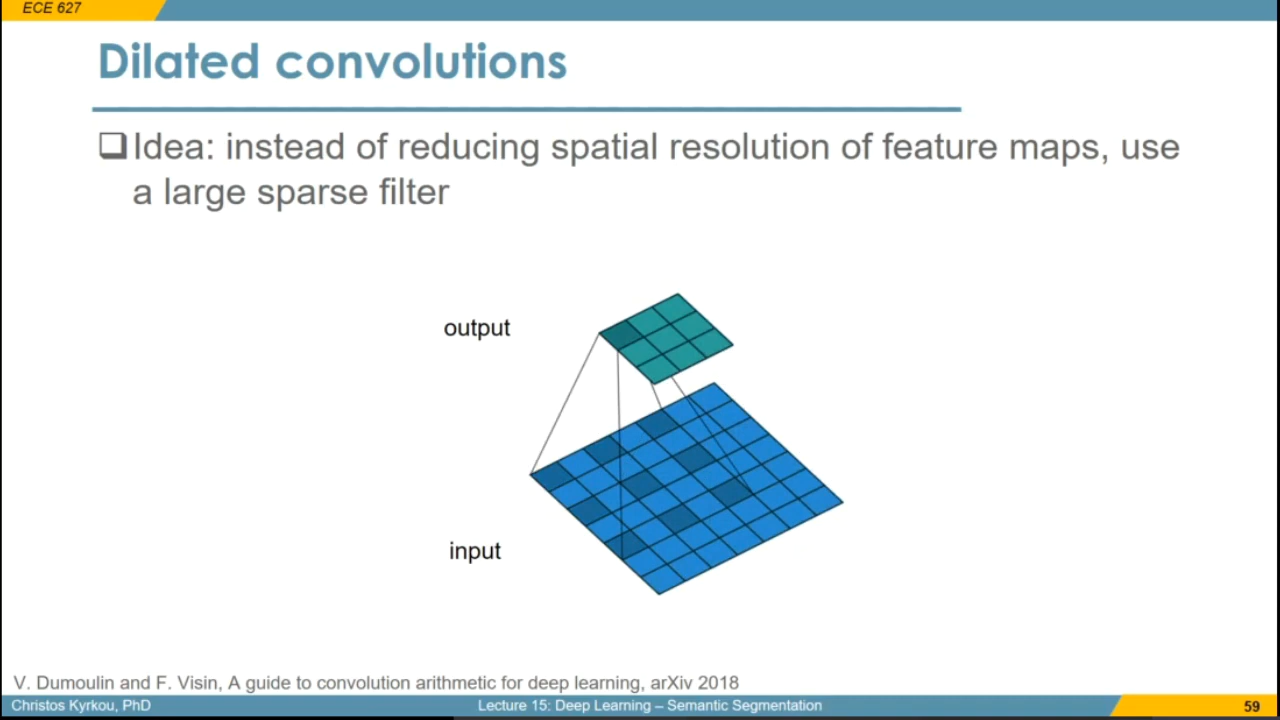 ECE 627
Dilated convolutions
Idea: instead of reducing spatial resolution of feature maps, use
a large sparse filter
output
input
V. Dumoulin and F. Visin, A guide to convolution arithmetic for deep learning, arXiv 2018
Christos Kyrkou, PhD
Lecture 15: Deep Learning – Semantic Segmentation
59